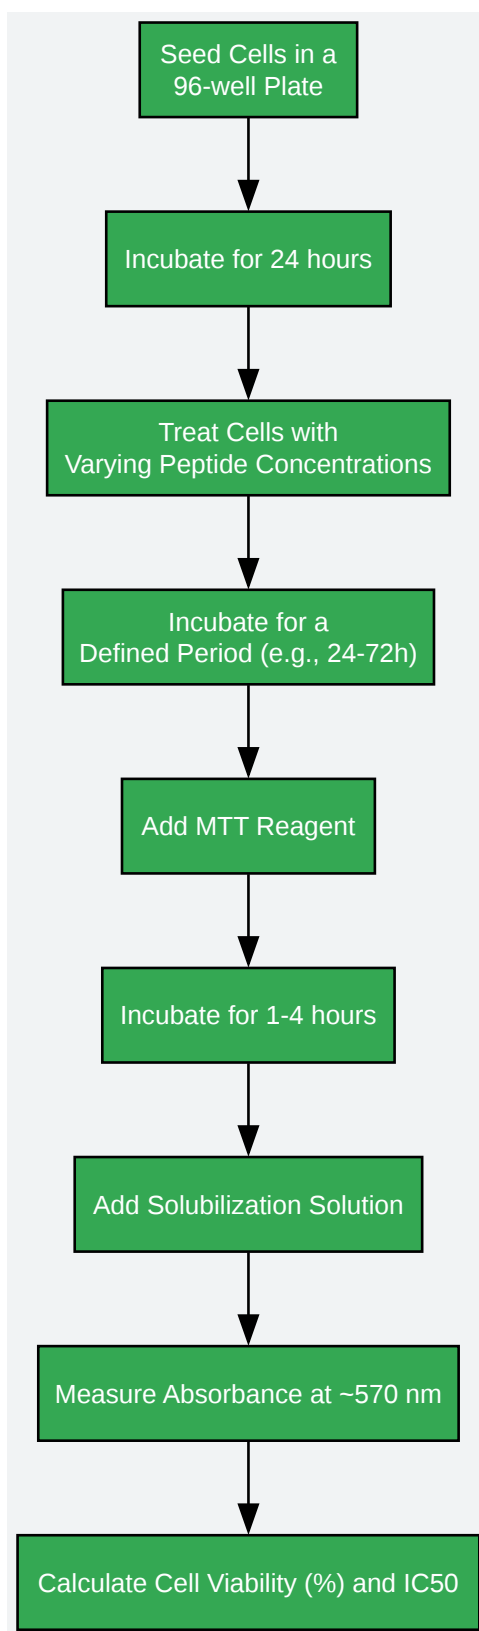 Seed Cells in a
96-well Plate
Incubate for 24 hours
Treat Cells with
Varying Peptide Concentrations
Incubate for a
Defined Period (e.g., 24-72h)
Add MTT Reagent
Incubate for 1-4 hours
Add Solubilization Solution
Measure Absorbance at ~570 nm
Calculate Cell Viability (%) and IC50